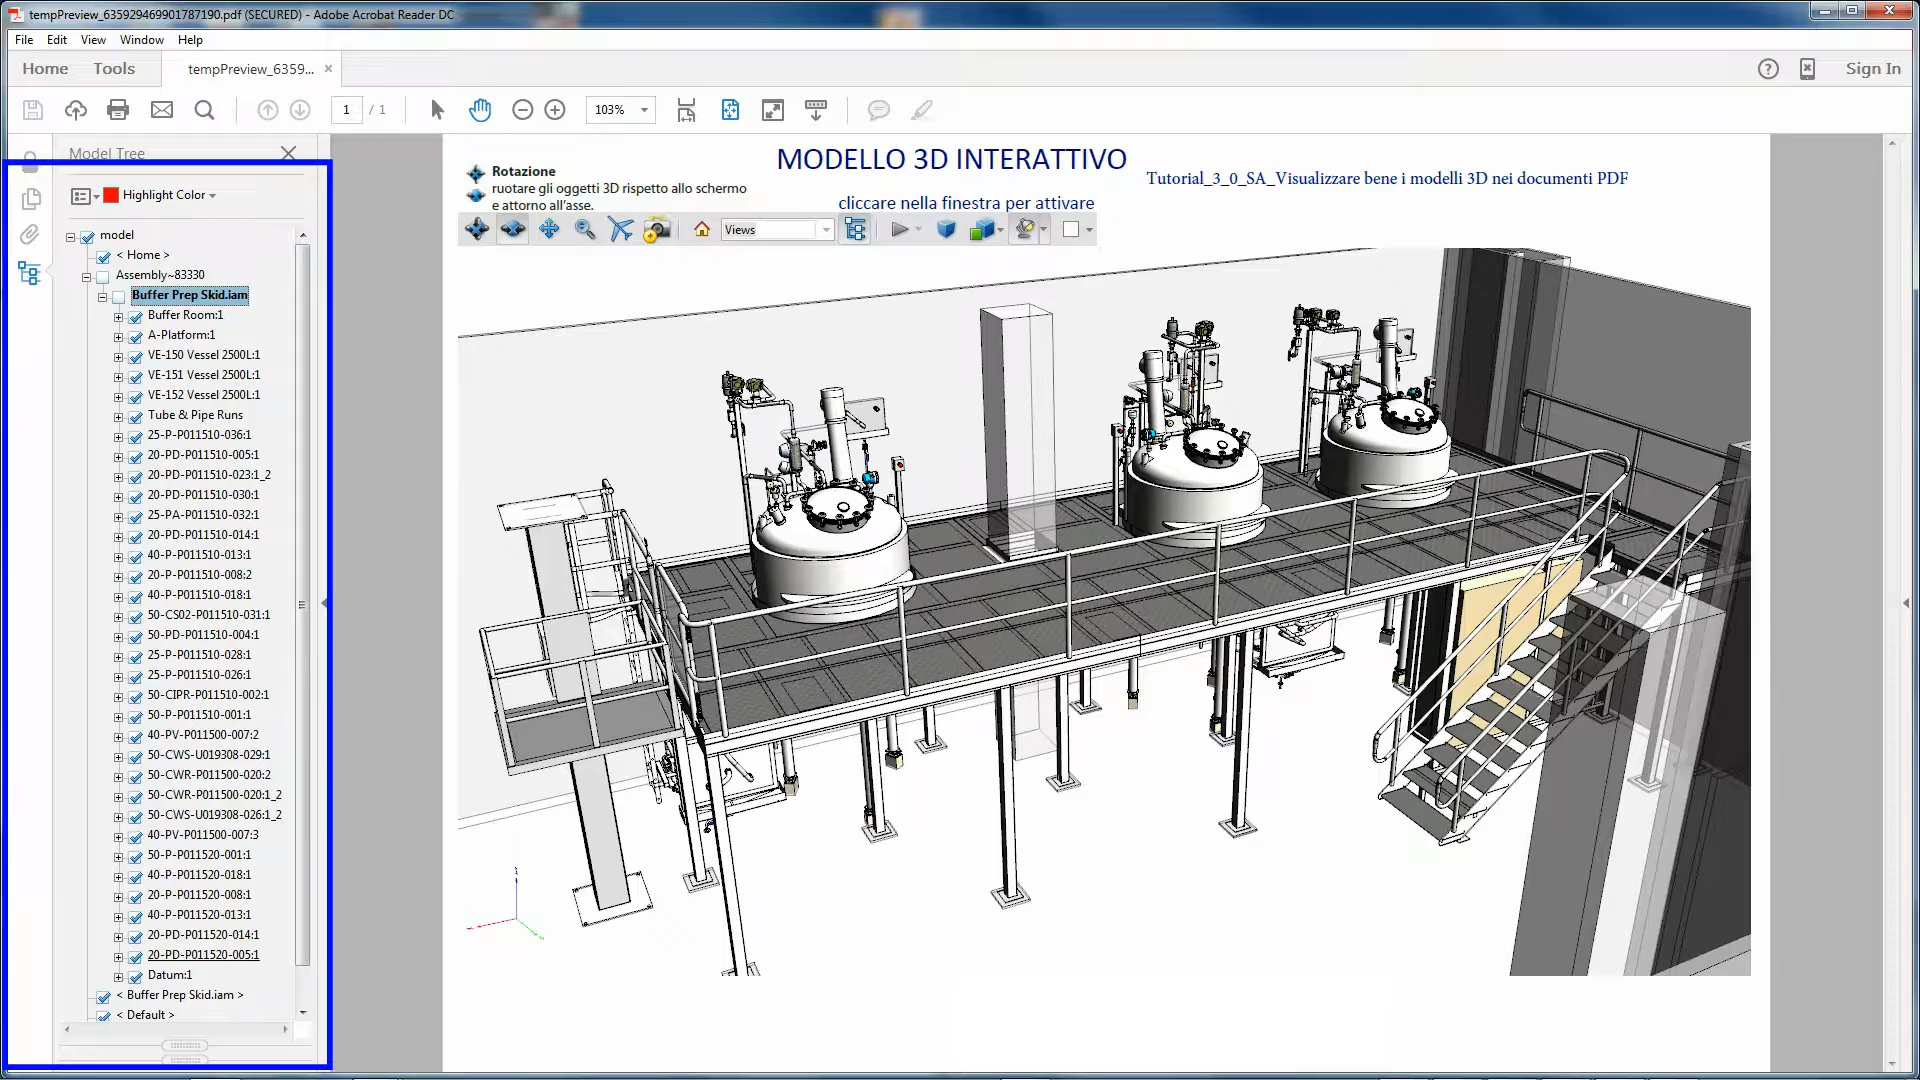 tempPreview_635929469901787190.pdf (SECURED) - Adobe Acrobat Reader DC
File Edit View Window Help
Home Tools tempPreview_6359... Sign In
1 / 1 103%
Model Tree
Highlight Color
model
< Home >
Assembly~83330
Buffer Prep Skid.iam
Buffer Room:1
A-Platform:1
VE-150 Vessel 2500L:1
VE-151 Vessel 2500L:1
VE-152 Vessel 2500L:1
Tube & Pipe Runs
25-P-P011510-036:1
20-PD-P011510-005:1
20-PD-P011510-023:1_2
20-PD-P011510-030:1
25-PA-P011510-032:1
20-PD-P011510-014:1
40-P-P011510-013:1
20-P-P011510-008:2
40-P-P011510-018:1
50-CS02-P011510-031:1
50-PD-P011510-004:1
25-P-P011510-028:1
25-P-P011510-026:1
50-CIPR-P011510-002:1
50-P-P011510-001:1
40-PV-P011500-007:2
50-CWS-U019308-029:1
50-CWR-P011500-020:2
50-CWR-P011500-020:1_2
50-CWS-U019308-026:1_2
40-PV-P011500-007:3
50-P-P011520-001:1
40-P-P011520-018:1
20-P-P011520-008:1
40-P-P011520-013:1
20-PD-P011520-014:1
20-PD-P011520-005:1
Datum:1
< Buffer Prep Skid.iam >
< Default >
MODELLO 3D INTERATTIVO
Tutorial_3_0_SA_Visualizzare bene i modelli 3D nei documenti PDF
cliccare nella finestra per attivare
Rotazione
ruotare gli oggetti 3D rispetto allo schermo
e attorno all'asse.
Views